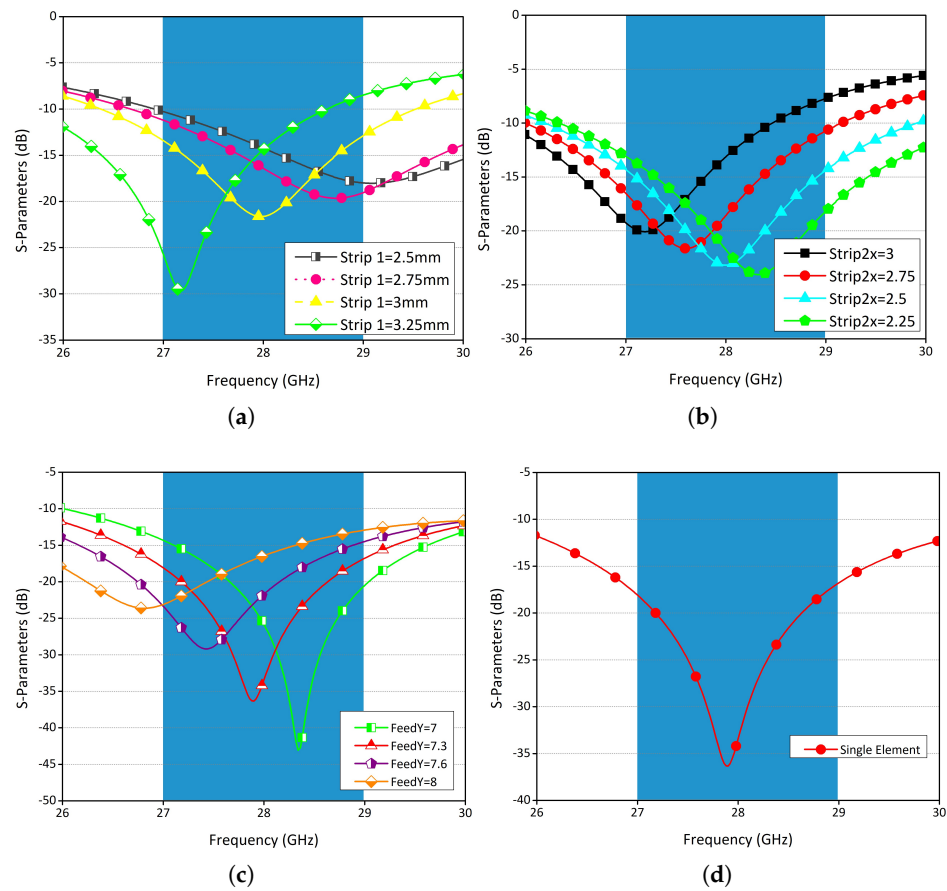 0
-5
-10
-15
-20
-25
-30
-35
S-Parameters (dB)
26 27 28 29 30
Frequency (GHz)
Strip 1=2.5mm
Strip 1=2.75mm
Strip 1=3mm
Strip 1=3.25mm
(a)
0
-5
-10
-15
-20
-25
-30
S-Parameters (dB)
26 27 28 29 30
Frequency (GHz)
Strip2x=3
Strip2x=2.75
Strip2x=2.5
Strip2x=2.25
(b)
-5
-10
-15
-20
-25
-30
-35
-40
-45
-50
S-Parameters (dB)
26 27 28 29 30
Frequency (GHz)
FeedY=7
FeedY=7.3
FeedY=7.6
FeedY=8
(c)
-5
-10
-15
-20
-25
-30
-35
-40
S-Parameters (dB)
26 27 28 29 30
Frequency (GHz)
Single Element
(d)